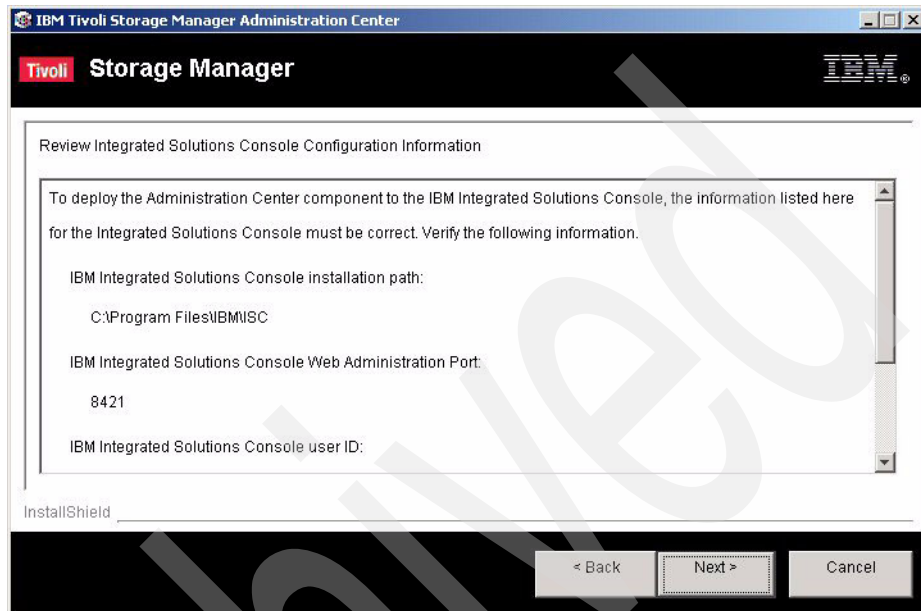 IBM Tivoli Storage Manager Administration Center
Tivoli Storage Manager
IBM®
Review Integrated Solutions Console Configuration Information
To deploy the Administration Center component to the IBM Integrated Solutions Console, the information listed here
for the Integrated Solutions Console must be correct. Verify the following information.
IBM Integrated Solutions Console installation path:
C:\Program Files\IBM\ISC
IBM Integrated Solutions Console Web Administration Port:
8421
IBM Integrated Solutions Console user ID:
InstallShield
< Back
Next >
Cancel